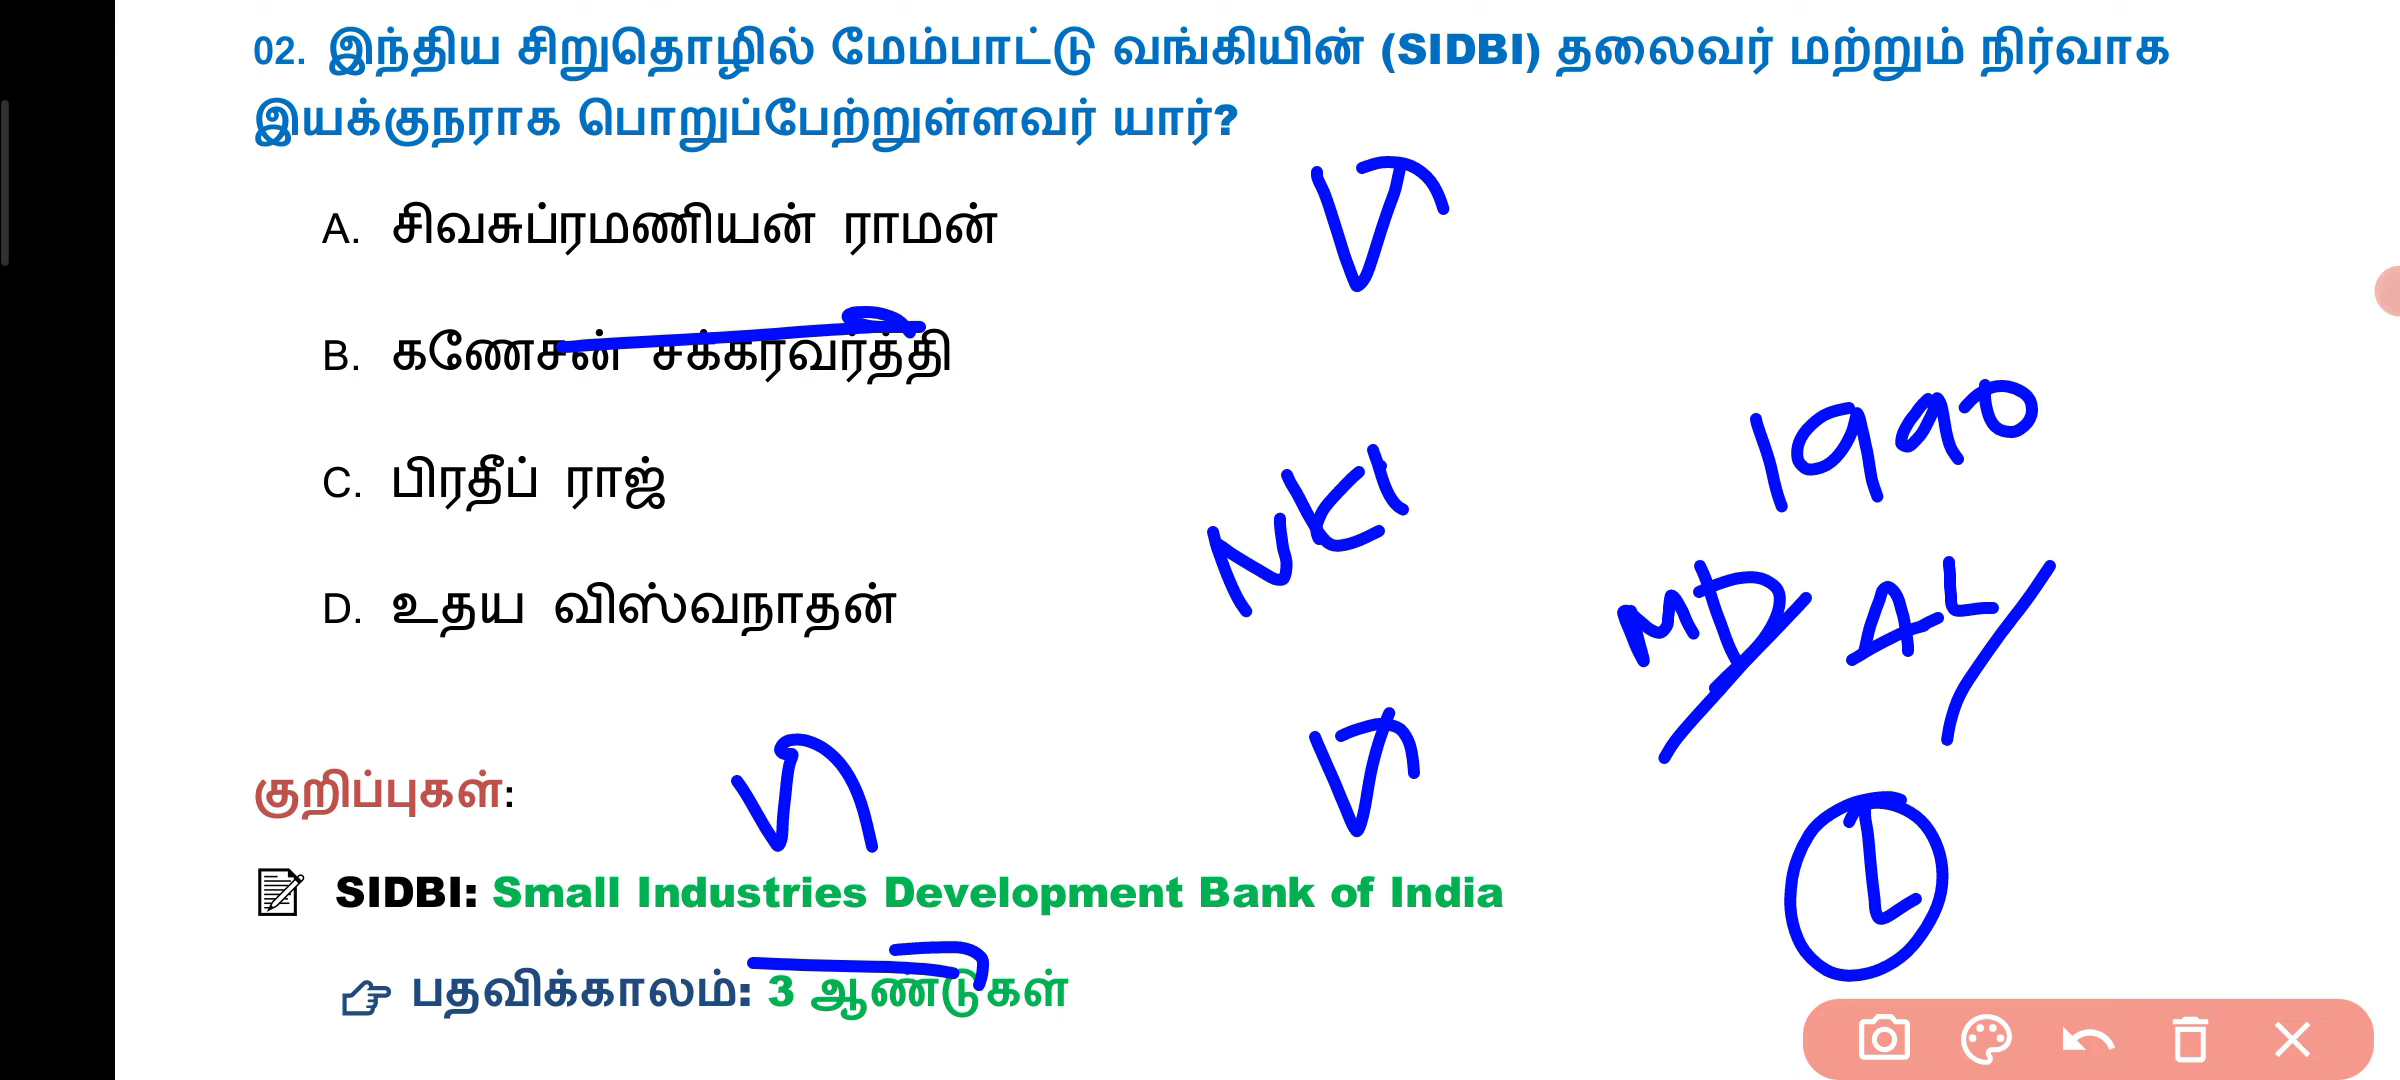 02. இந்திய சிறுதொழில் மேம்பாட்டு வங்கியின் (SIDBI) தலைவர் மற்றும் நிர்வாக
இயக்குநராக பொறுப்பேற்றுள்ளவர் யார்?
A. சிவசுப்ரமணியன் ராமன்
B. கணேசன் சக்கரவர்த்தி
1990
C. பிரதீப் ராஜ்
D. உதய விஸ்வநாதன்
MD
குறிப்புகள்:
SIDBI: Small Industries Development Bank of India
பதவிக்காலம்: 3 ஆண்டுகள்